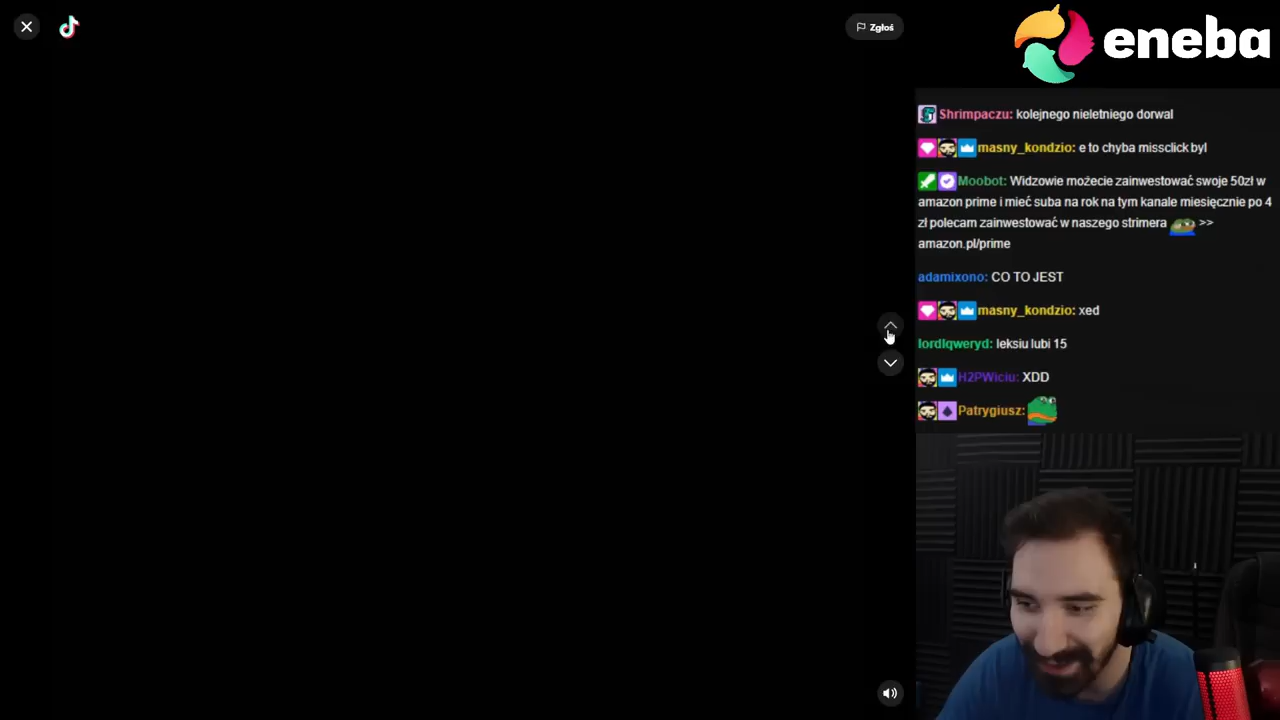 Zgłoś
eneba
Shrimpaczu: kolejnego nieletniego dorwal
masny_kondzio: e to chyba missclick byl
Moobot: Widzowie możecie zainwestować swoje 50zł w
amazon prime i mieć suba na rok na tym kanale miesięcznie po 4
zł polecam zainwestować w naszego strimera >>
amazon.pl/prime
adamixono: CO TO JEST
masny_kondzio: xed
lordlqweryd: leksiu lubi 15
H2PWiciu: XDD
Patrygiusz: